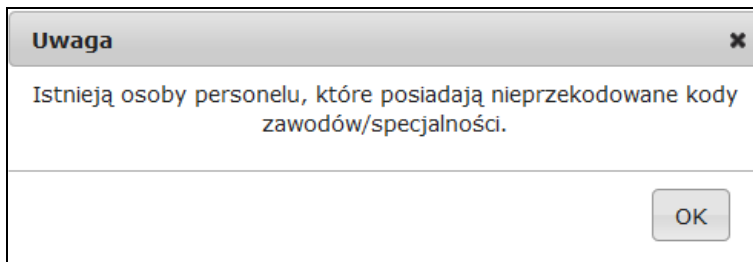 Uwaga
Istnieją osoby personelu, które posiadają nieprzekodowane kody
zawodów/specjalności.
OK